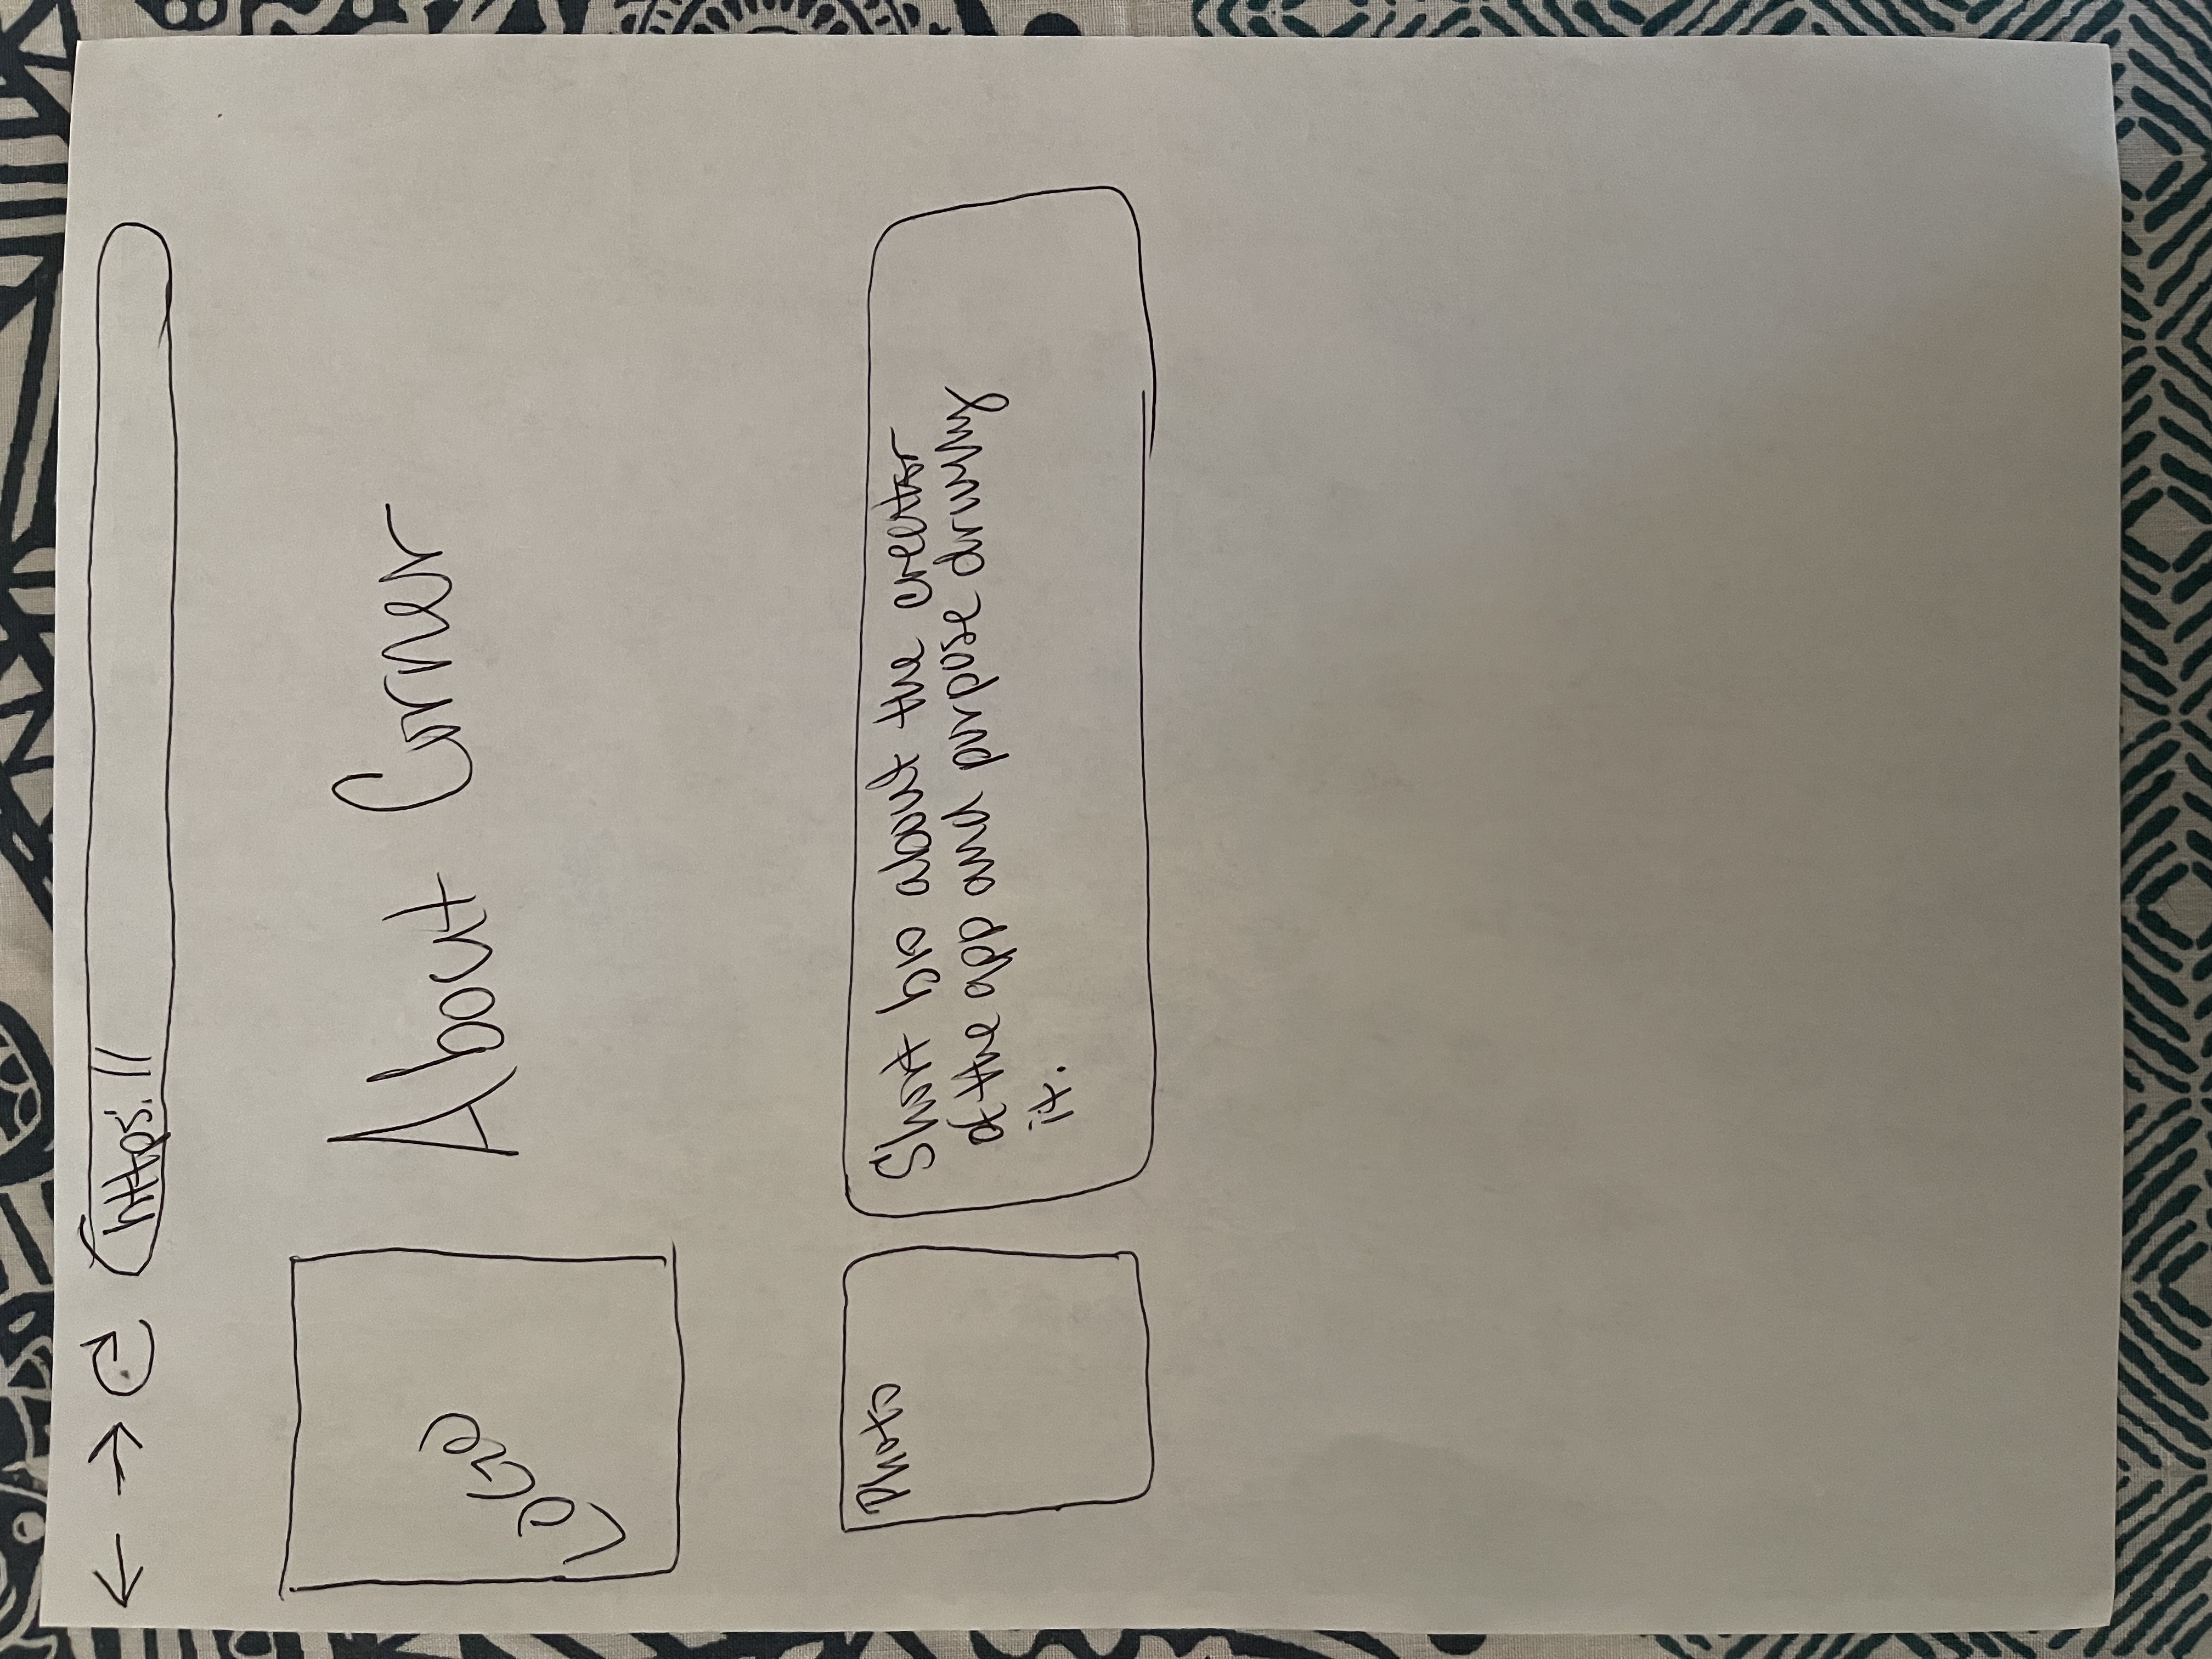 https://
LOGO
About Corner
Photo
Short bio about the creator
of the app and purpose driving
it.